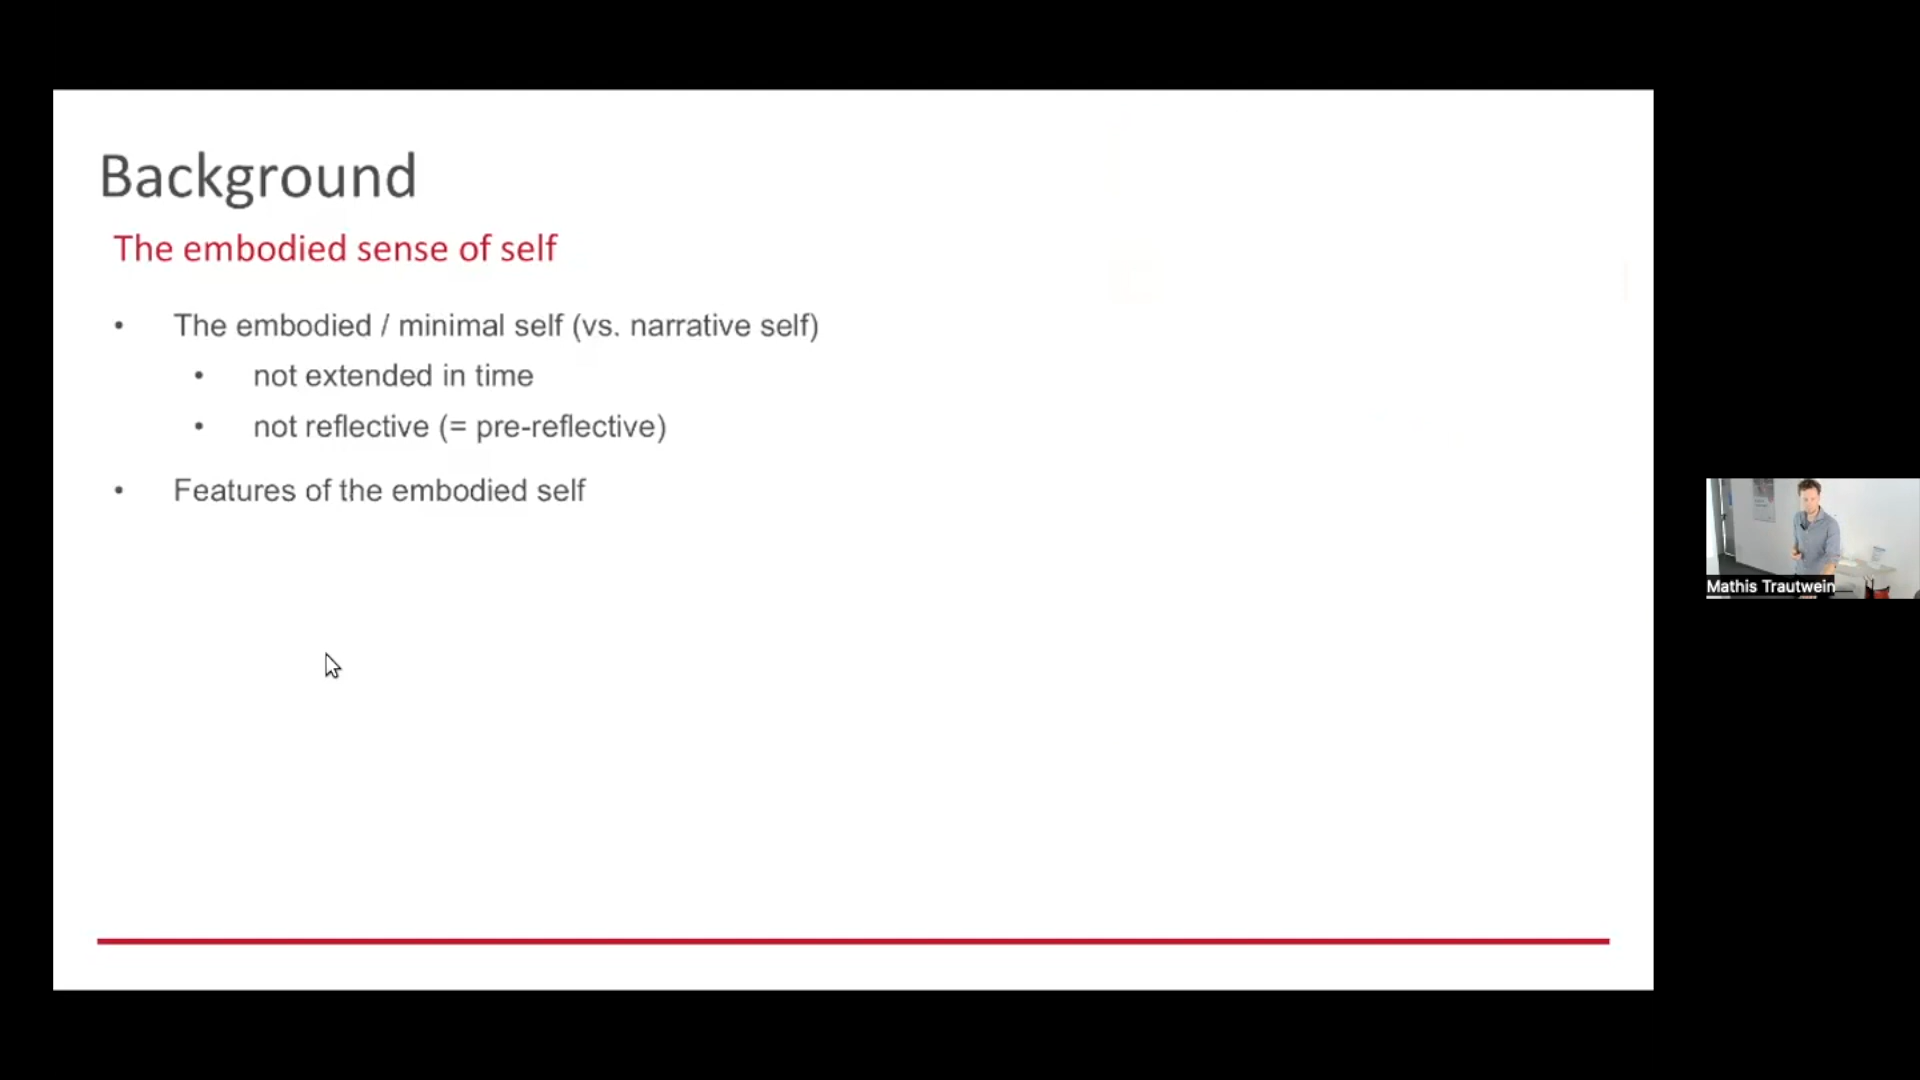 Background
The embodied sense of self
• The embodied / minimal self (vs. narrative self)
• not extended in time
• not reflective (= pre-reflective)
• Features of the embodied self
Mathis Trautwein